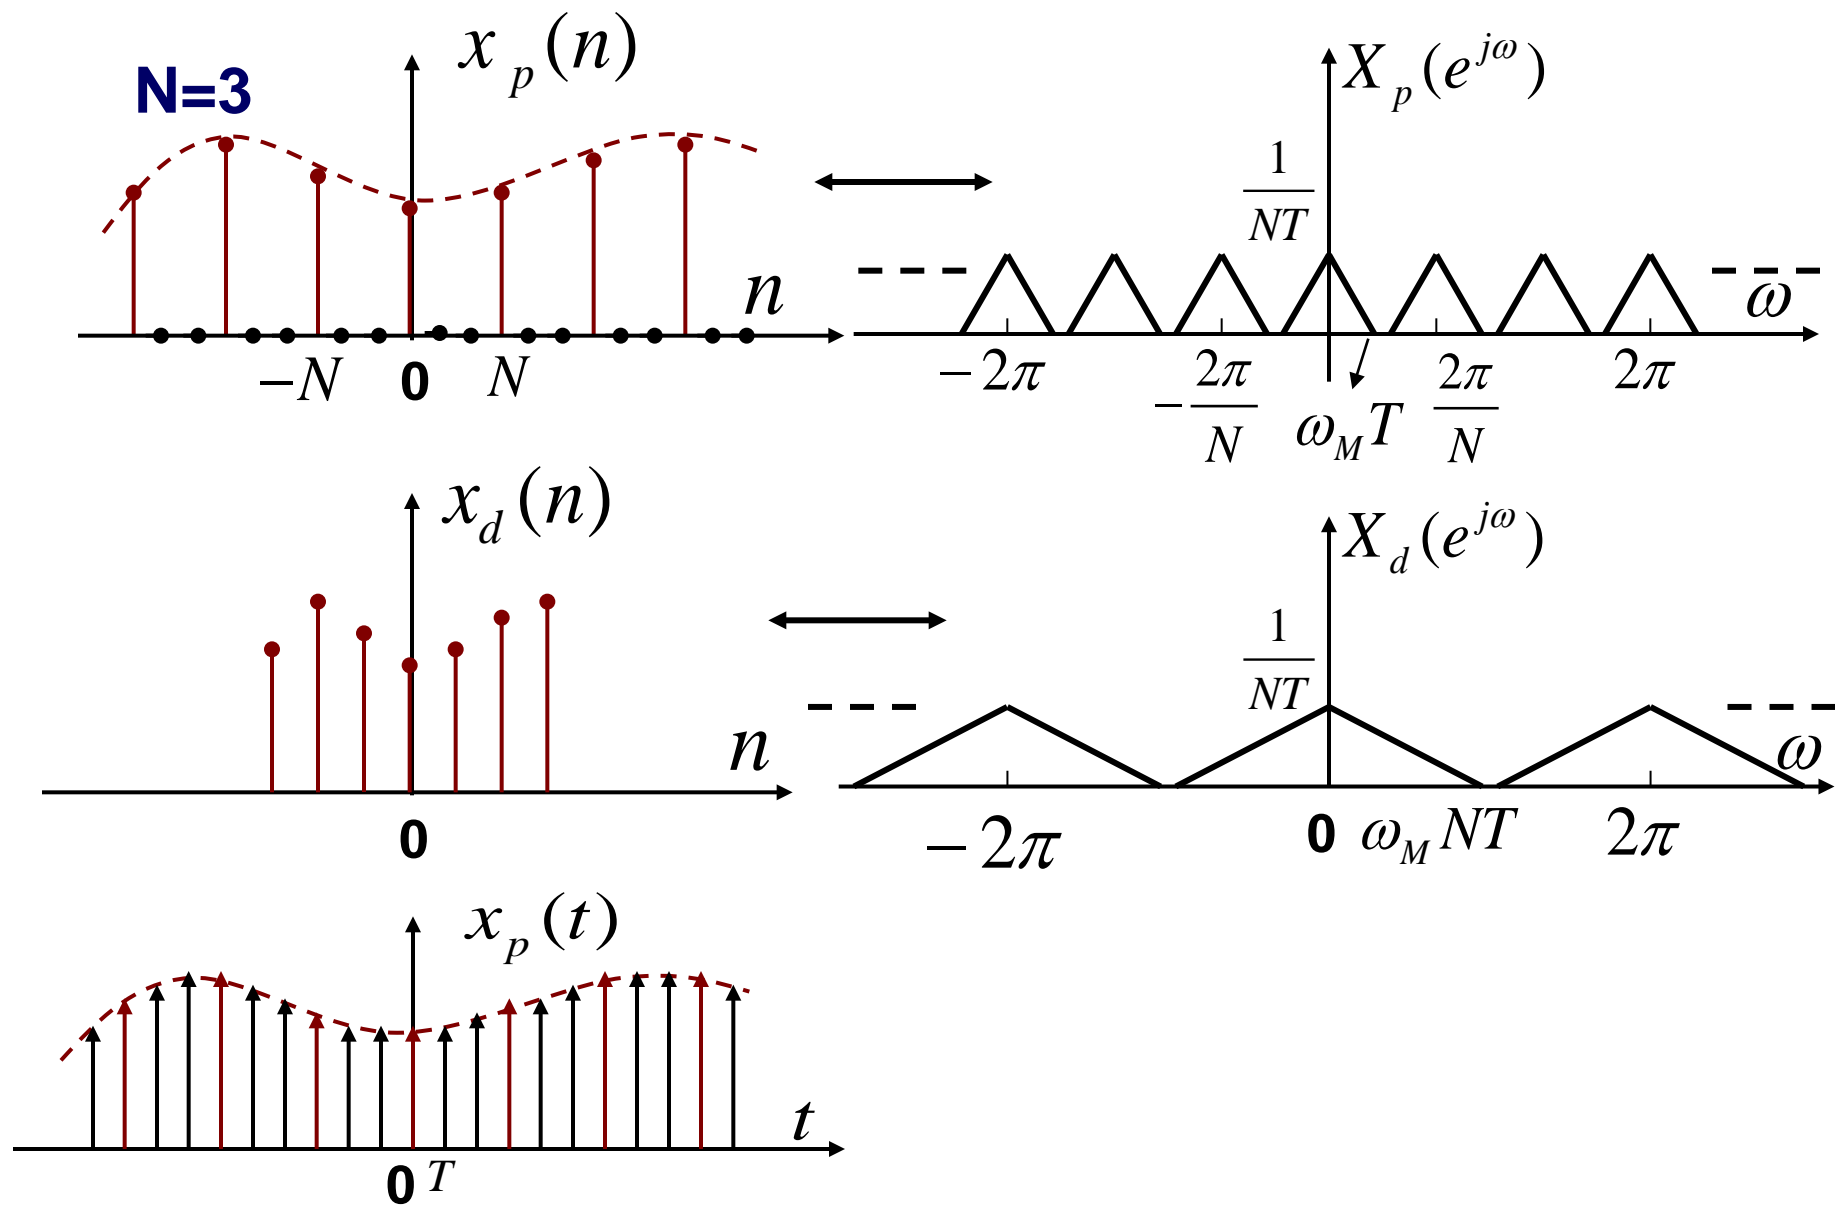 N=3
x_p(n)
n
−N 0 N
X_p(e^{jω})
1/NT
ω
−2π −2π/N ω_M T 2π/N 2π
x_d(n)
n
0
X_d(e^{jω})
1/NT
ω
−2π 0 ω_M NT 2π
x_p(t)
t
0 T